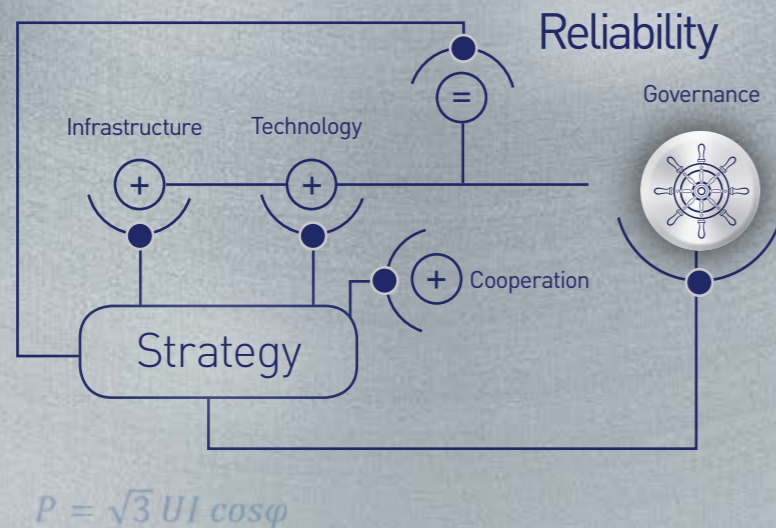 Reliability
=
Governance
Infrastructure
Technology
+
+
+
Cooperation
Strategy
P = √3 UI cosφ